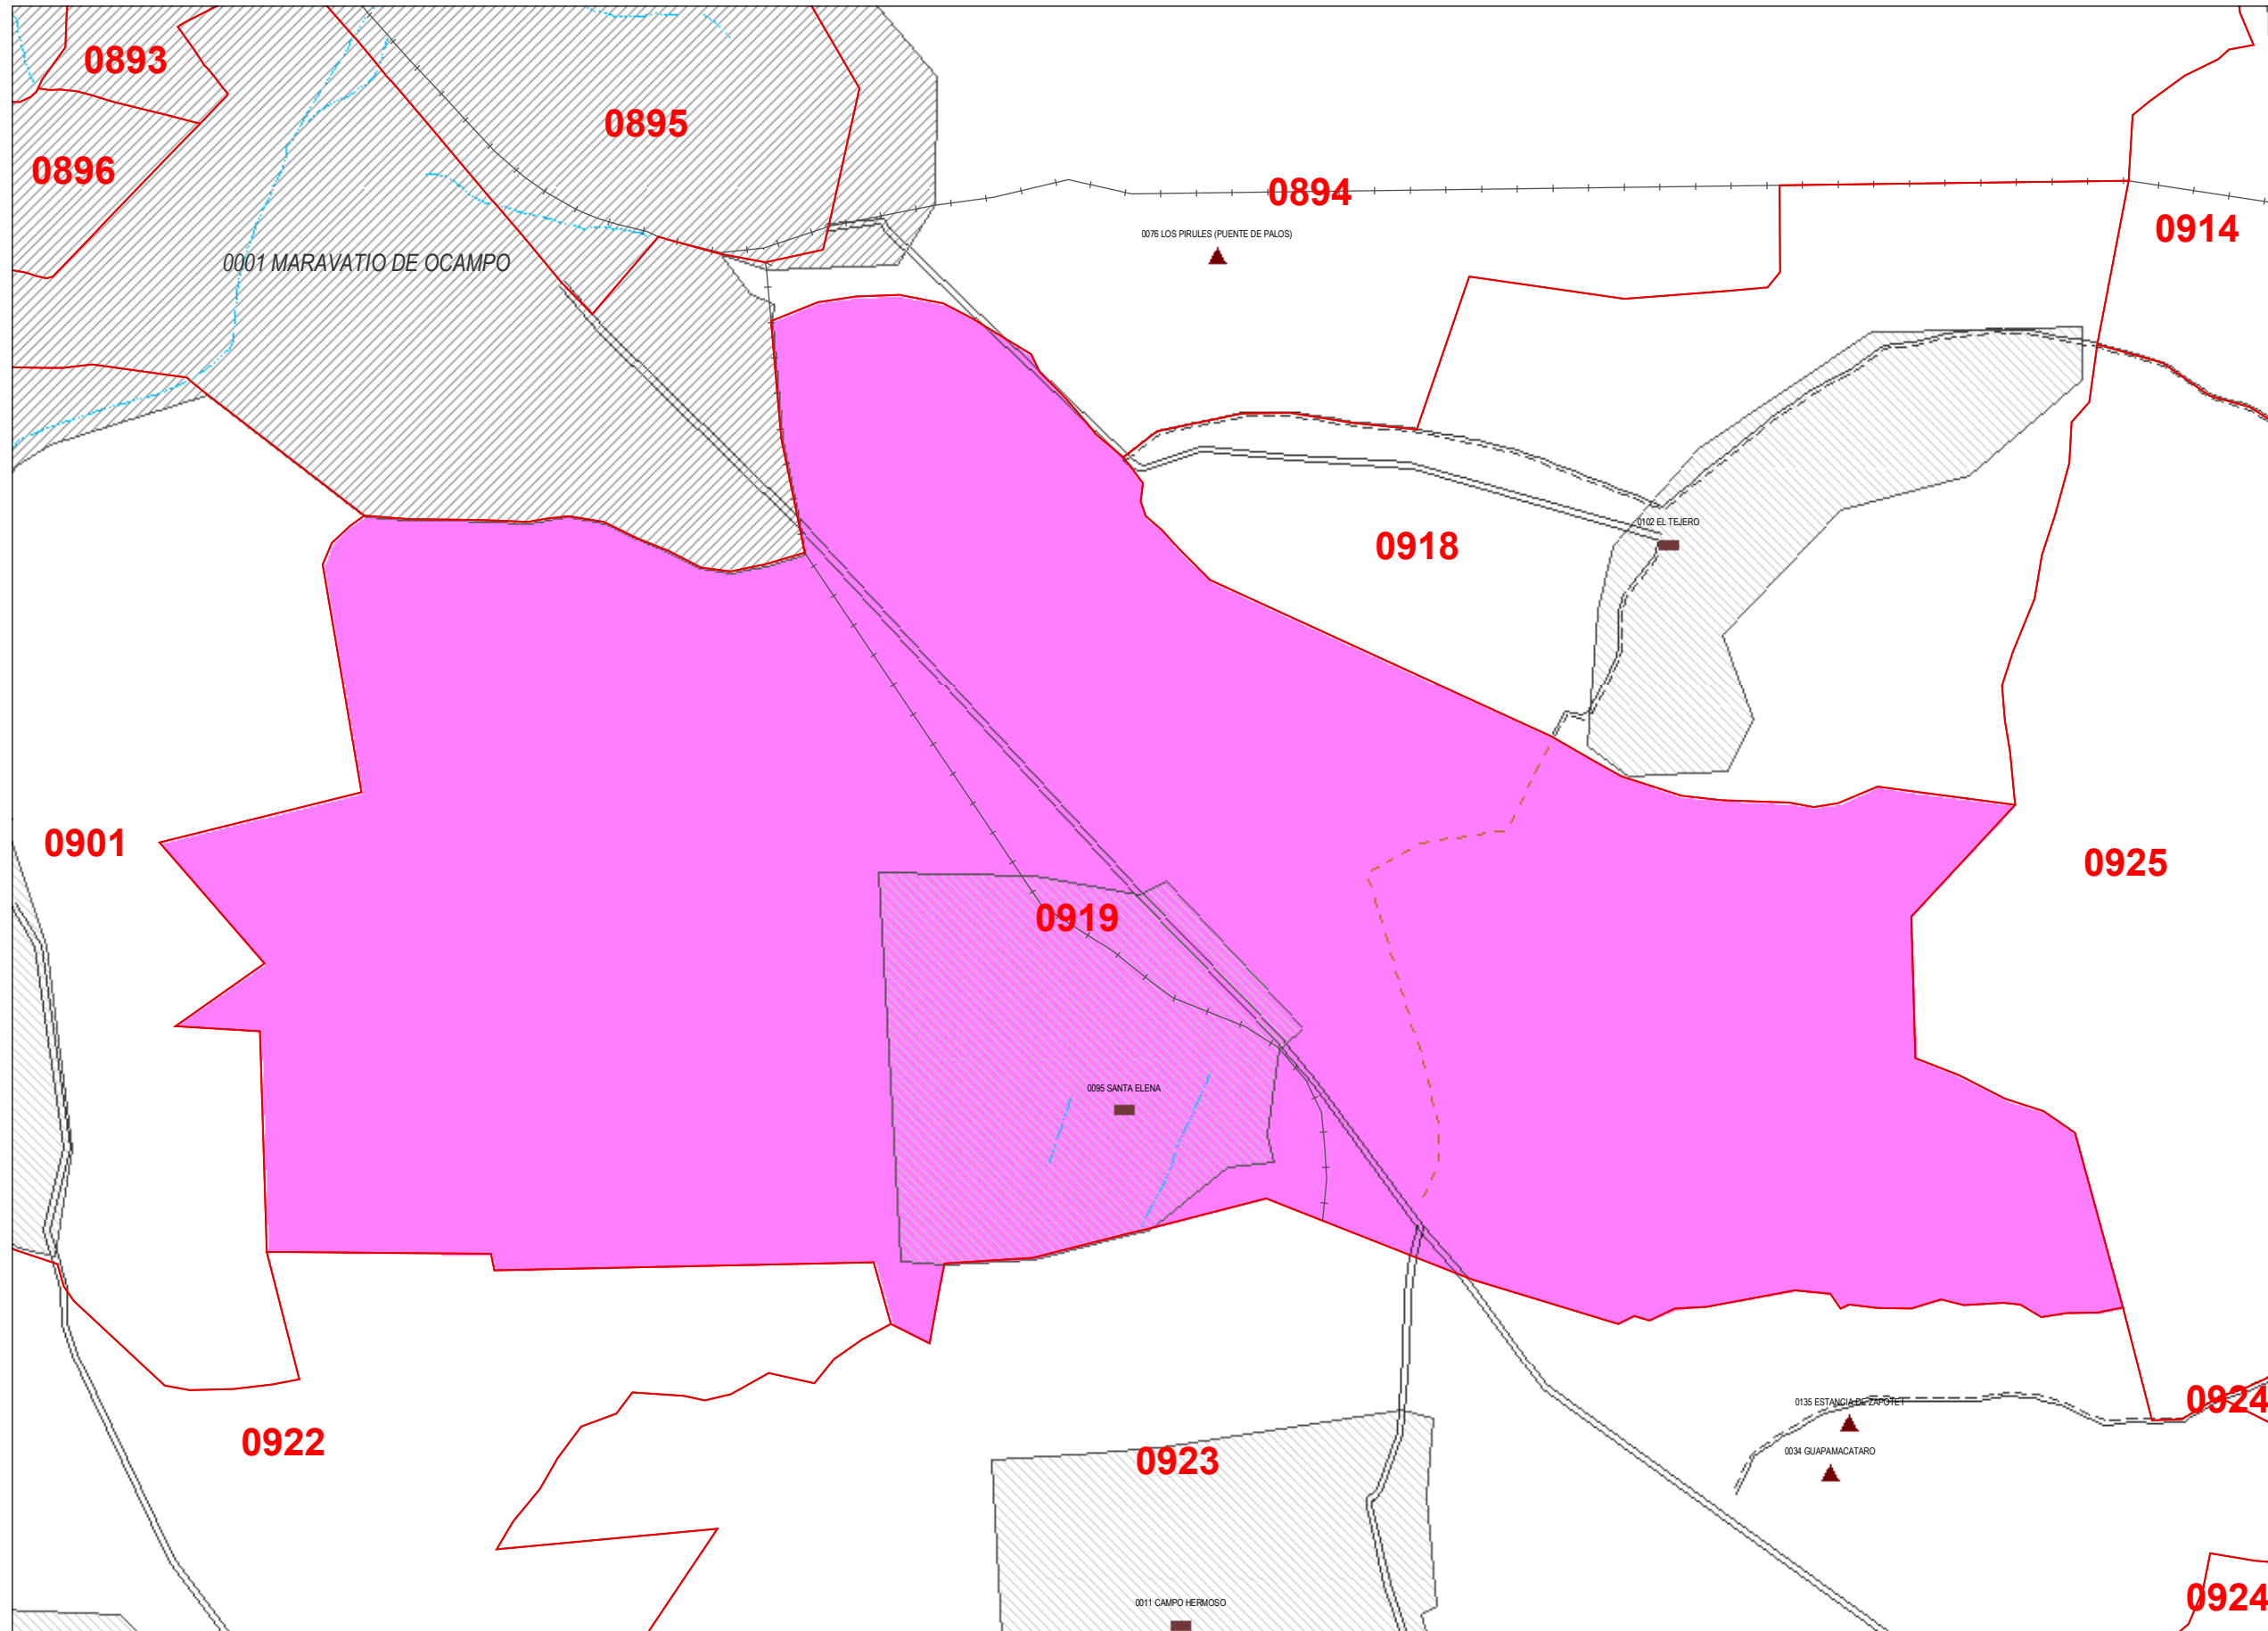 0893
0895
0896
0894
0914
0076 LOS PIRULES (PUENTE DE PALOS)
0001 MARAVATIO DE OCAMPO
0102 EL TEJERO
0918
0901
0925
0919
0095 SANTA ELENA
0924
0135 ESTANCIA DE ZAPOTET
0922
0034 GUAPAMACATARO
0923
0924
0011 CAMPO HERMOSO